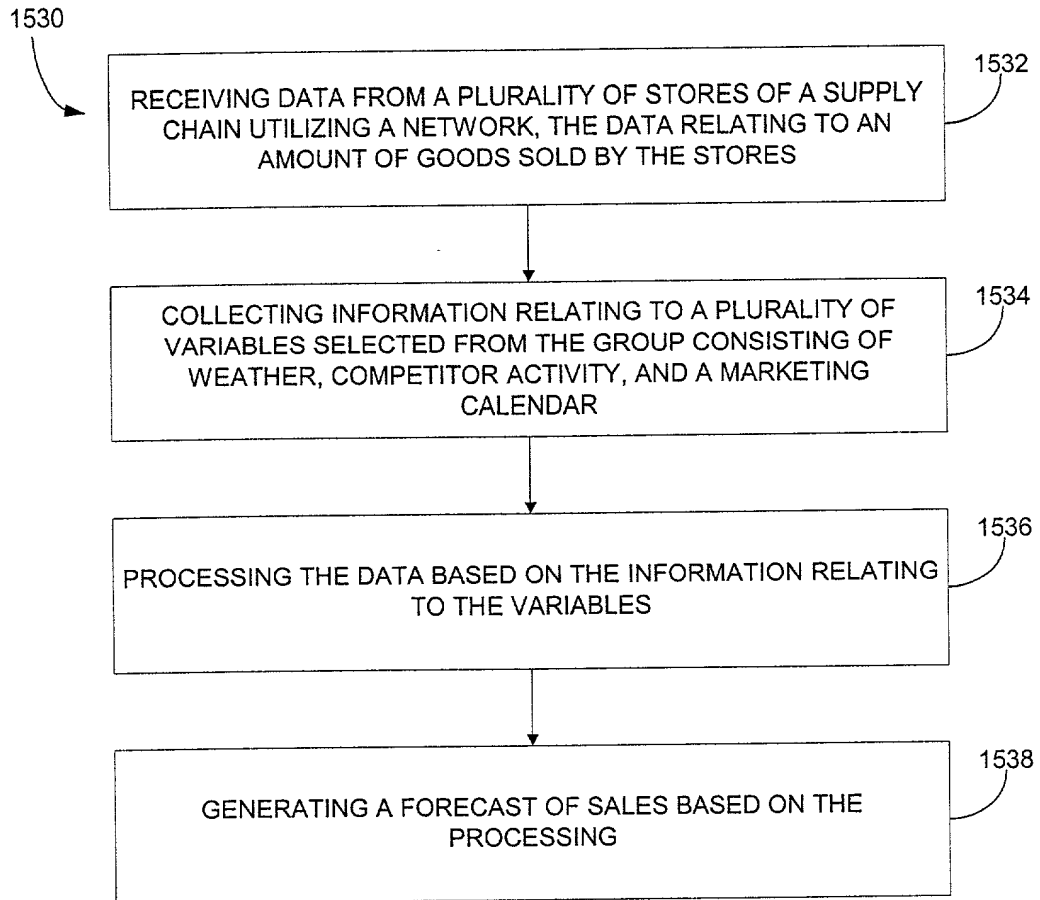 1530
1532
RECEIVING DATA FROM A PLURALITY OF STORES OF A SUPPLY
CHAIN UTILIZING A NETWORK, THE DATA RELATING TO AN
AMOUNT OF GOODS SOLD BY THE STORES
1534
COLLECTING INFORMATION RELATING TO A PLURALITY OF
VARIABLES SELECTED FROM THE GROUP CONSISTING OF
WEATHER, COMPETITOR ACTIVITY, AND A MARKETING
CALENDAR
1536
PROCESSING THE DATA BASED ON THE INFORMATION RELATING
TO THE VARIABLES
1538
GENERATING A FORECAST OF SALES BASED ON THE
PROCESSING